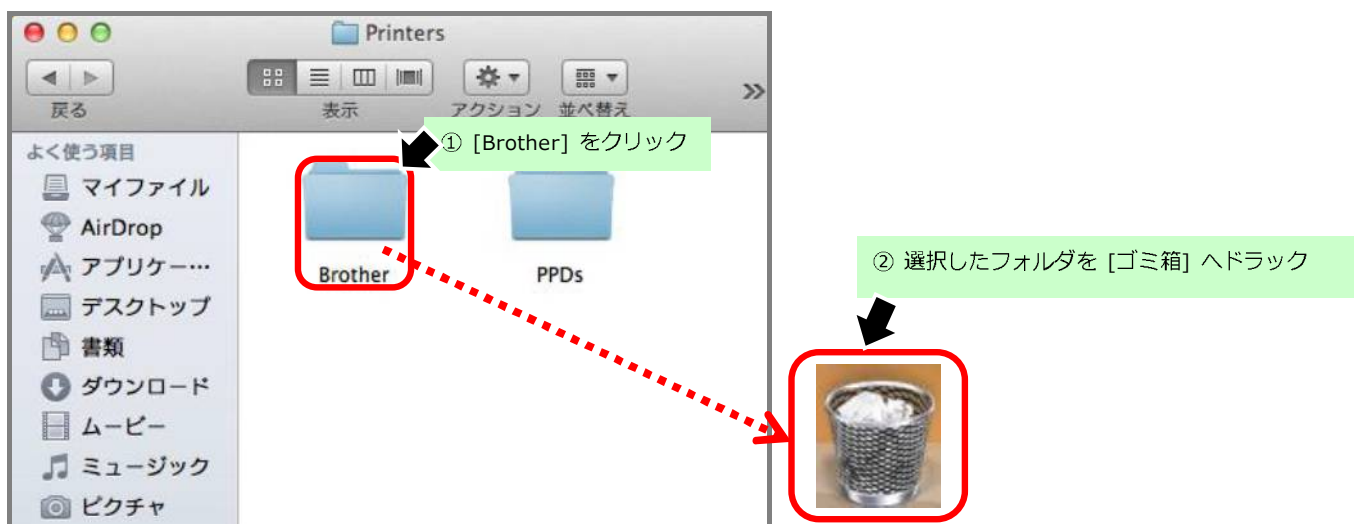 Printers
戻る
表示
アクション
並べ替え
① [Brother] をクリック
よく使う項目
マイファイル
AirDrop
アプリケー…
デスクトップ
書類
ダウンロード
ムービー
ミュージック
ピクチャ
Brother
PPDs
② 選択したフォルダを [ゴミ箱] へドラック